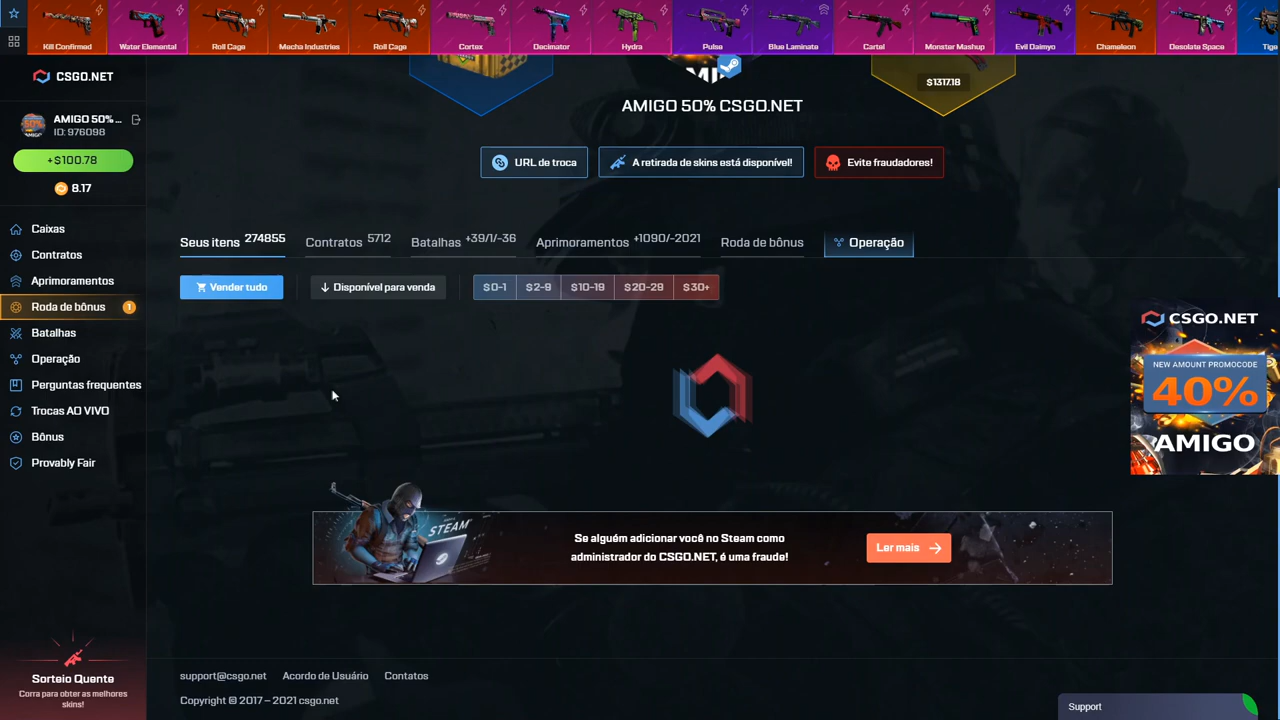 Kill Confirmed
Water Elemental
Roll Cage
Mecha Industries
Roll Cage
Cortex
Decimator
Hydra
Pulse
Blue Laminate
Cartel
Monster Mashup
Evil Daimyo
Chameleon
Desolate Space
CSGO.NET
AMIGO 50% ...
ID: 976098
+$100.78
8.17
Caixas
Contratos
Aprimoramentos
Roda de bônus 1
Batalhas
Operação
Perguntas frequentes
Trocas AO VIVO
Bônus
Provably Fair
Sorteio Quente
Corra para obter as melhores
skins!
$1317.18
AMIGO 50% CSGO.NET
URL de troca
A retirada de skins está disponível!
Evite fraudadores!
Seus itens 274855
Contratos 5712
Batalhas +39/1/-36
Aprimoramentos +1090/-2021
Roda de bônus
Operação
Vender tudo
Disponível para venda
$0-1
$2-9
$10-19
$20-29
$30+
CSGO.NET
NEW AMOUNT PROMOCODE
40%
AMIGO
STEAM
Se alguém adicionar você no Steam como
administrador do CSGO.NET, é uma fraude!
Ler mais
support@csgo.net
Acordo de Usuário
Contatos
Copyright © 2017 – 2021 csgo.net
Support